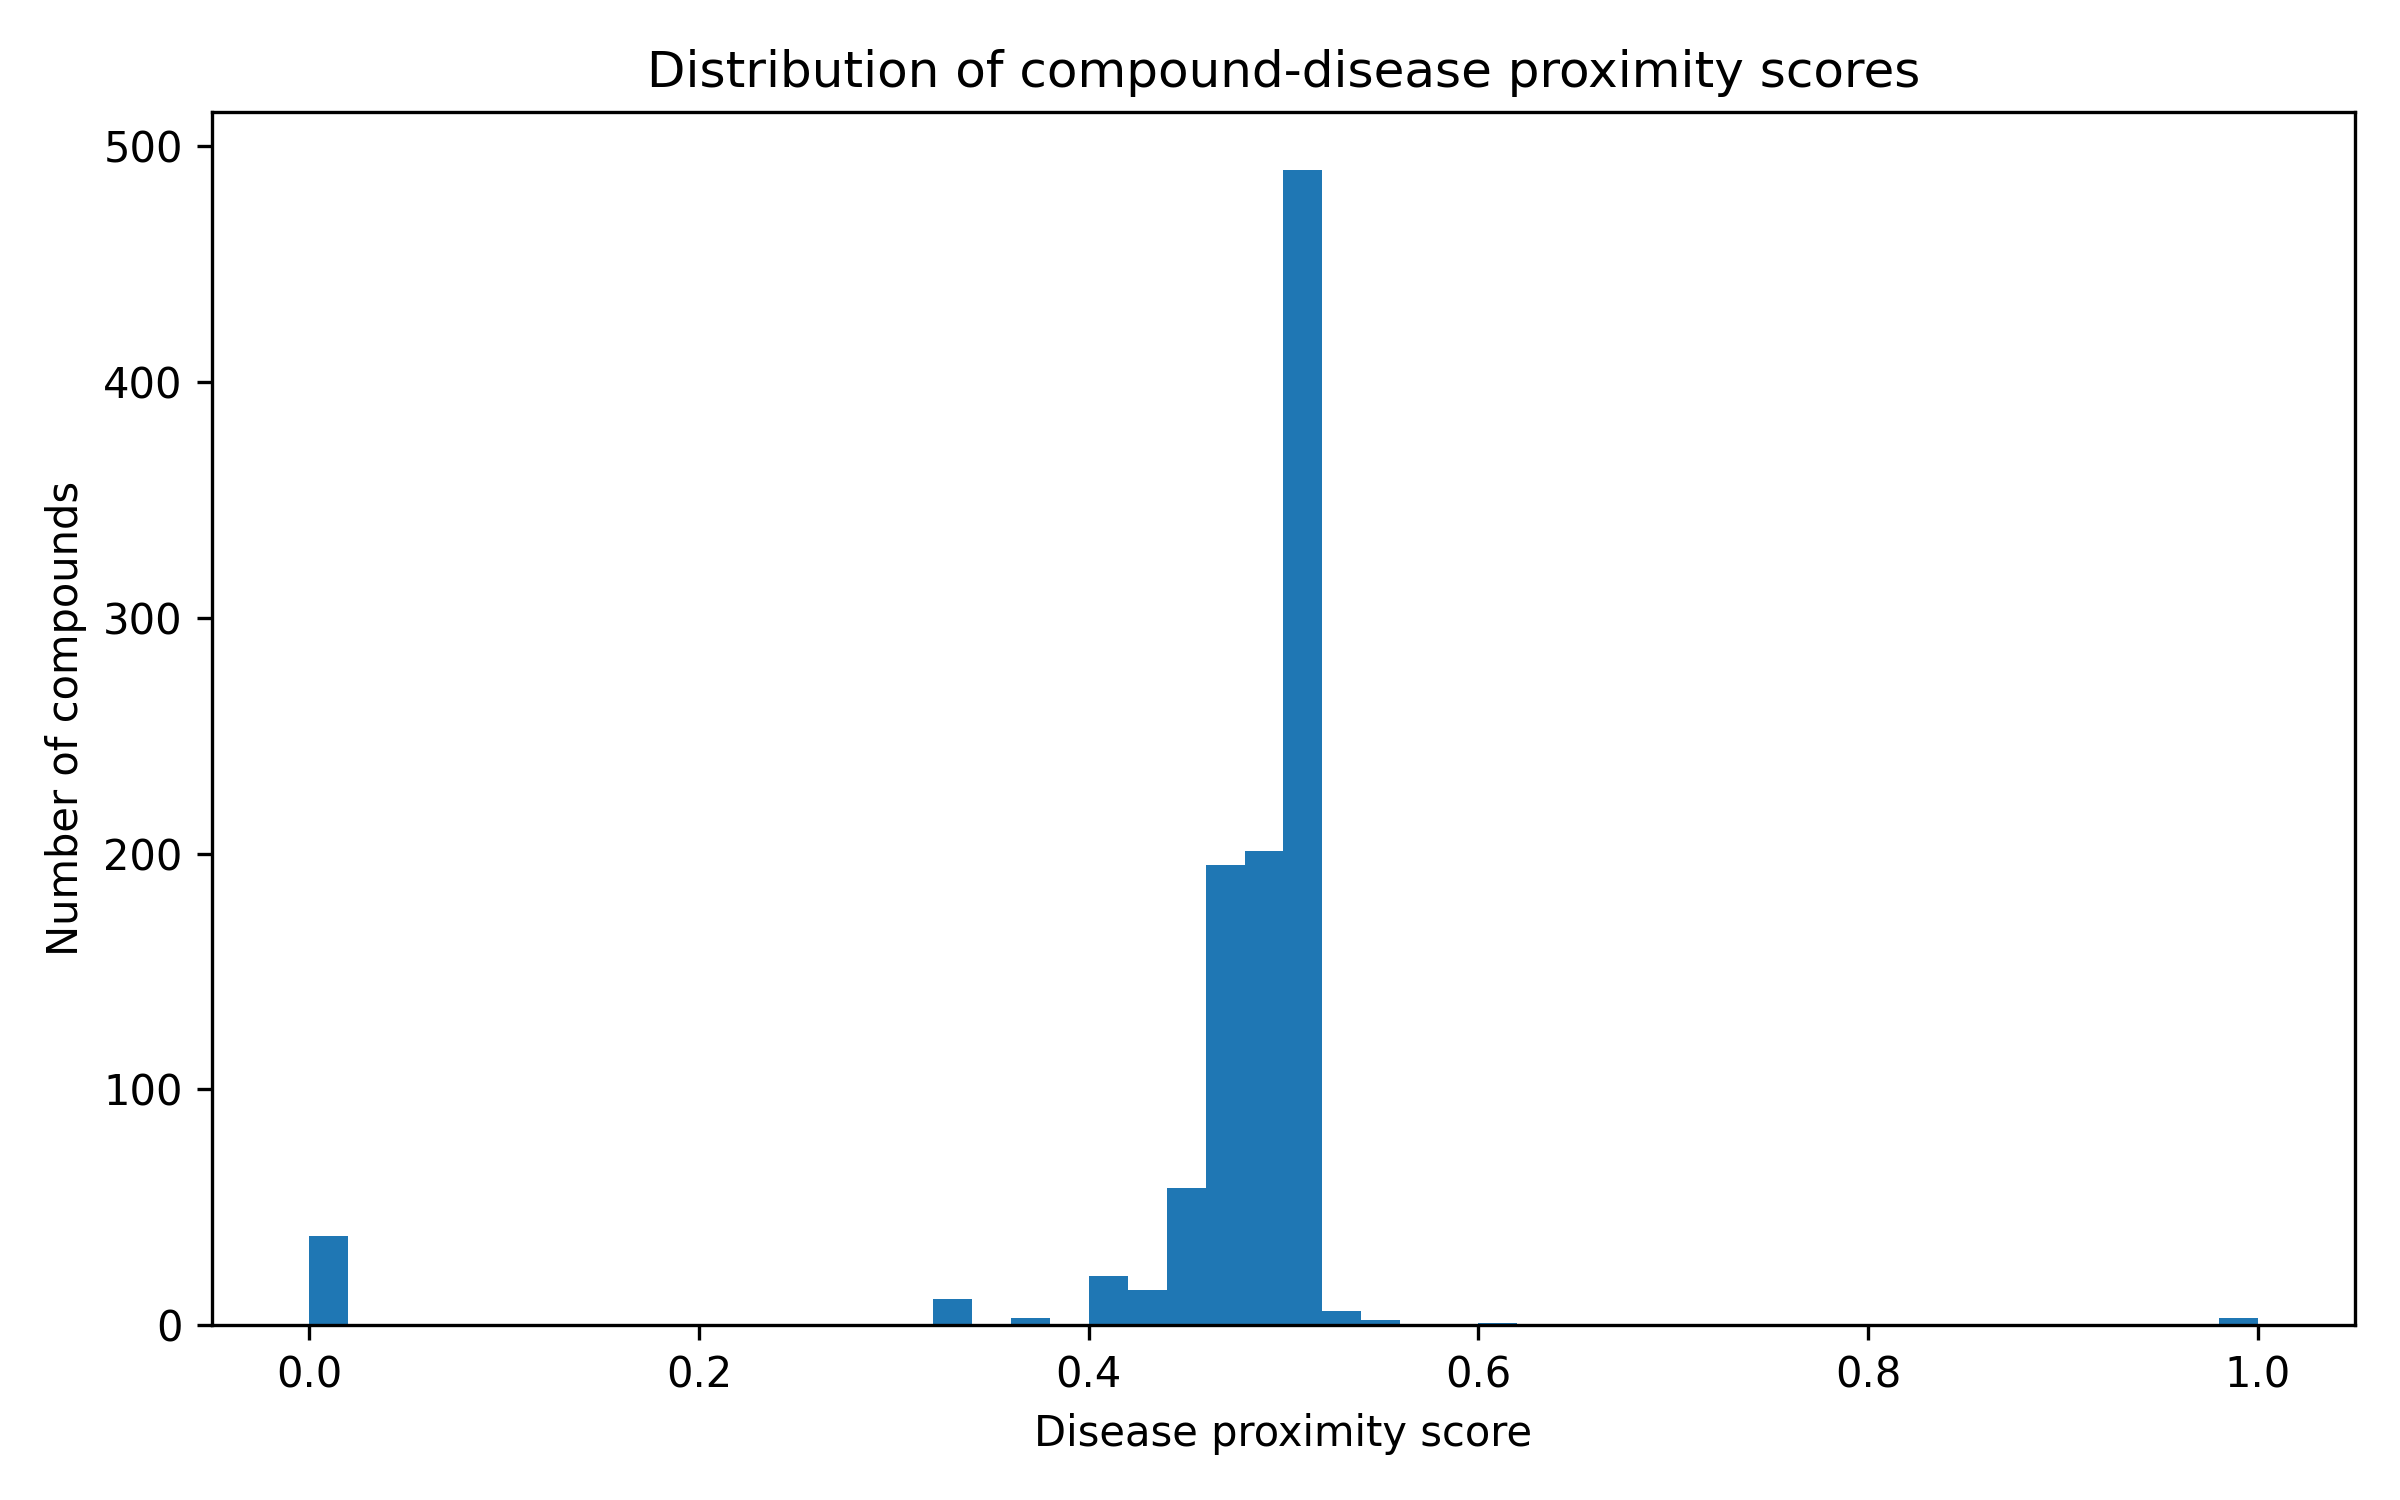 Distribution of compound-disease proximity scores
500
400
300
200
100
0
Number of compounds
0.0 0.2 0.4 0.6 0.8 1.0
Disease proximity score